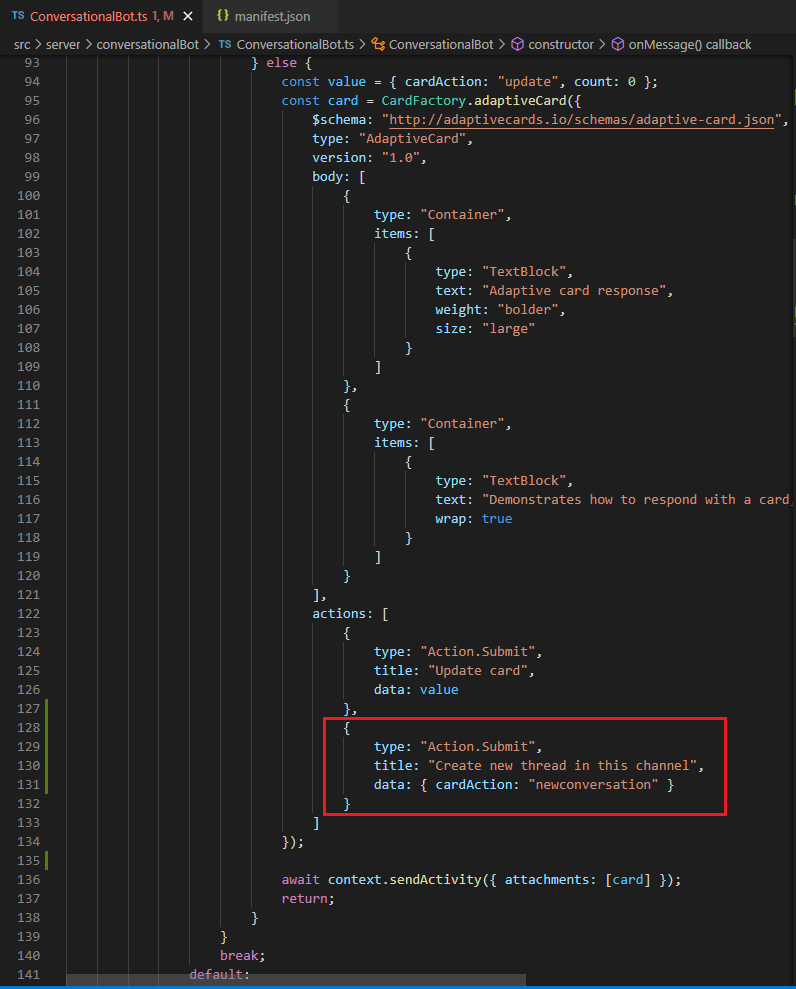 TS ConversationalBot.ts 1, M × {} manifest.json
src > server > conversationalBot > TS ConversationalBot.ts > ConversationalBot > constructor > onMessage() callback
93 } else {
94 const value = { cardAction: "update", count: 0 };
95 const card = CardFactory.adaptiveCard({
96 $schema: "http://adaptivecards.io/schemas/adaptive-card.json",
97 type: "AdaptiveCard",
98 version: "1.0",
99 body: [
100 {
101 type: "Container",
102 items: [
103 {
104 type: "TextBlock",
105 text: "Adaptive card response",
106 weight: "bolder",
107 size: "large"
108 }
109 ]
110 },
111 {
112 type: "Container",
113 items: [
114 {
115 type: "TextBlock",
116 text: "Demonstrates how to respond with a card
117 wrap: true
118 }
119 ]
120 }
121 ],
122 actions: [
123 {
124 type: "Action.Submit",
125 title: "Update card",
126 data: value
127 },
128 {
129 type: "Action.Submit",
130 title: "Create new thread in this channel",
131 data: { cardAction: "newconversation" }
132 }
133 ]
134 });
135
136 await context.sendActivity({ attachments: [card] });
137 return;
138 }
139 }
140 break;
141 default: